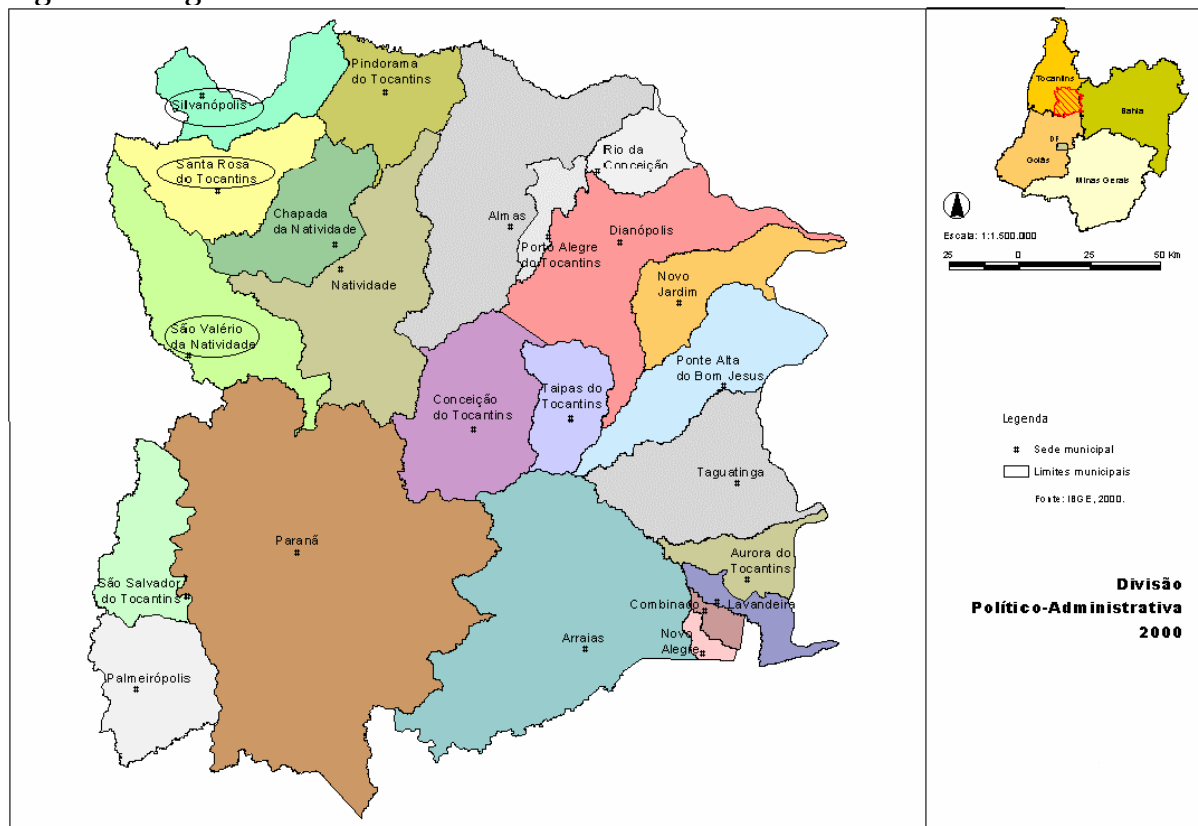 Pindorama
do Tocantins
Silvanópolis
Santa Rosa
do Tocantins
Chapada
da Natividade
Natividade
Almas
Rio da
Conceição
Porto Alegre
do Tocantins
Dianópolis
Novo
Jardim
São Valério
da Natividade
Conceição
do Tocantins
Taipas do
Tocantins
Ponte Alta
do Bom Jesus
Taguatinga
Paranã
Aurora do
Tocantins
São Salvador
do Tocantins
Combinado
Lavandeira
Novo
Alegre
Arraias
Palmeirópolis
Tocantins
Bahia
DF
Goiás
Minas Gerais
Escala: 1:1.500.000
25 0 25 50 Km
Legenda
# Sede municipal
Limites municipais
Fonte: IBGE, 2000.
Divisão
Político-Administrativa
2000